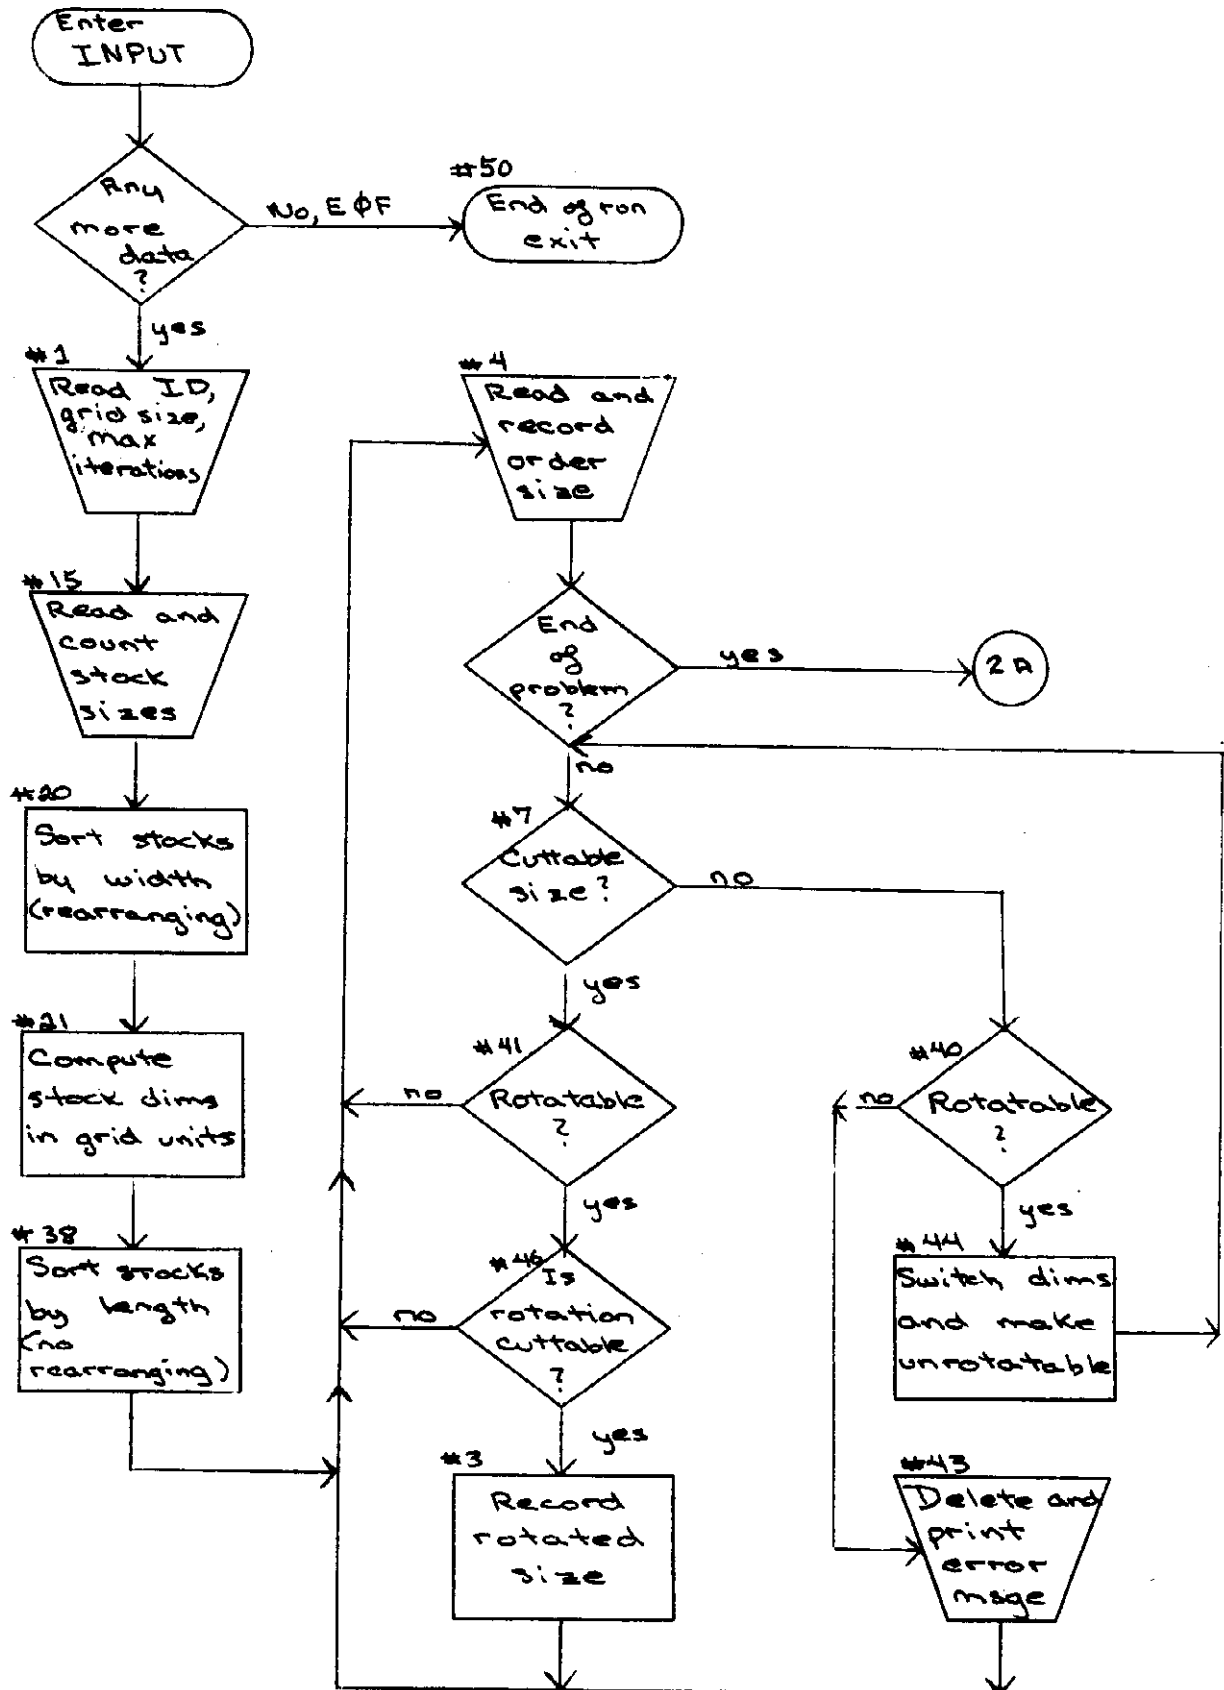 Enter
INPUT
Any
more
data
?
No, EØF
#50
End of run
exit
yes
#1
Read ID,
grid size,
max
iterations
#15
Read and
count
stock
sizes
#20
Sort stocks
by width
(rearranging)
#21
Compute
stock dims
in grid units
#38
Sort stocks
by length
(no
rearranging)
#4
Read and
record
order
size
End
of
problem
?
yes
2A
no
#7
Cuttable
size?
no
yes
#41
Rotatable
?
no
yes
#46
Is
rotation
cuttable
?
no
yes
#3
Record
rotated
size
#40
Rotatable
?
no
yes
#44
Switch dims
and make
unrotatable
#43
Delete and
print
error
msge